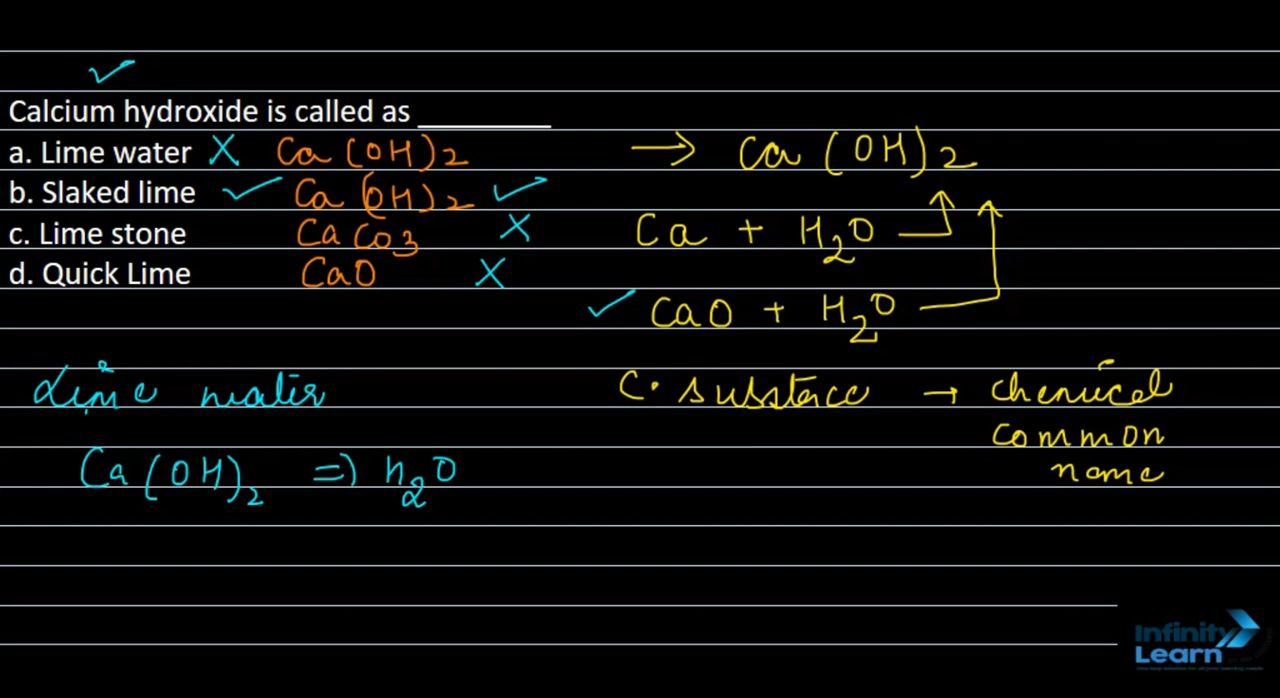 Calcium hydroxide is called as ________
a. Lime water X Ca(OH)2
b. Slaked lime ✓ Ca(OH)2 ✓
c. Lime stone CaCo3 X
d. Quick Lime CaO X
→ Ca(OH)2
Ca + H2O
✓ CaO + H2O
Lime water
Ca(OH)2 => h2O
C. substace → chemical
common
name
Infinity
Learn